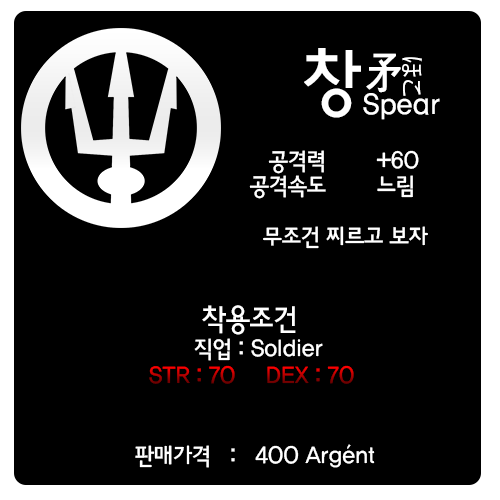 창 矛
Spear
공격력 +60
공격속도 느림
무조건 찌르고 보자
착용조건
직업 : Soldier
STR : 70 DEX : 70
판매가격 : 400 Argént